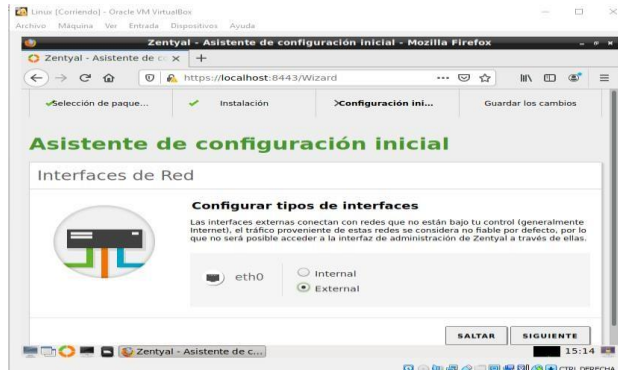 Linux [Corriendo] - Oracle VM VirtualBox
Archivo Máquina Ver Entrada Dispositivos Ayuda
Zentyal - Asistente de configuración inicial - Mozilla Firefox
Zentyal - Asistente de co
https://localhost:8443/Wizard
Selección de paque...
Instalación
Configuración ini...
Guardar los cambios
Asistente de configuración inicial
Interfaces de Red
Configurar tipos de interfaces
Las interfaces externas conectan con redes que no están bajo tu control (generalmente
Internet), el tráfico proveniente de estas redes se considera no fiable por defecto, por lo
que no será posible acceder a la interfaz de administración de Zentyal a través de ellas.
eth0
Internal
External
SALTAR SIGUIENTE
Zentyal - Asistente de c...
15:14
CTRL DERECHA